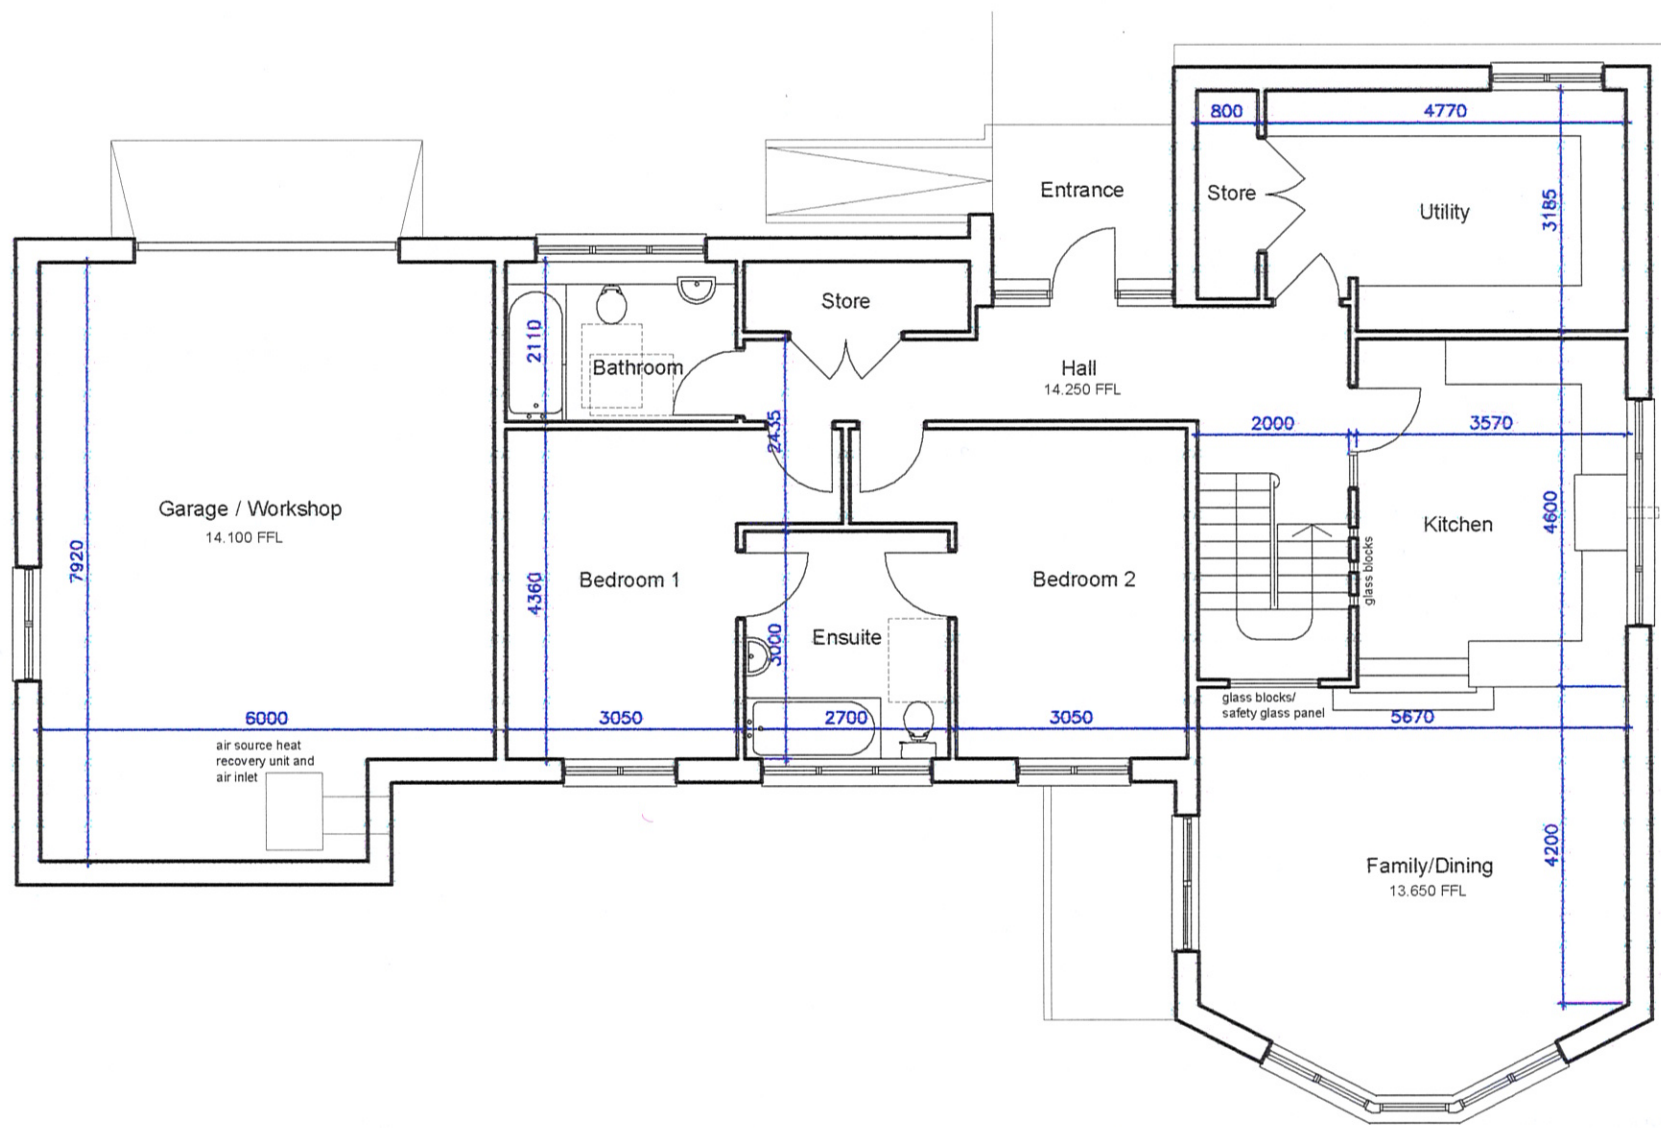 800
4770
Entrance
Store
Utility
3185
Store
2110
Bathroom
Hall
14.250 FFL
2435
2000
3570
Garage / Workshop
14.100 FFL
7920
4360
Bedroom 1
Bedroom 2
Kitchen
4600
glass blocks
Ensuite
3000
glass blocks/
safety glass panel
6000
3050
2700
3050
5670
air source heat
recovery unit and
air inlet
4200
Family/Dining
13.650 FFL